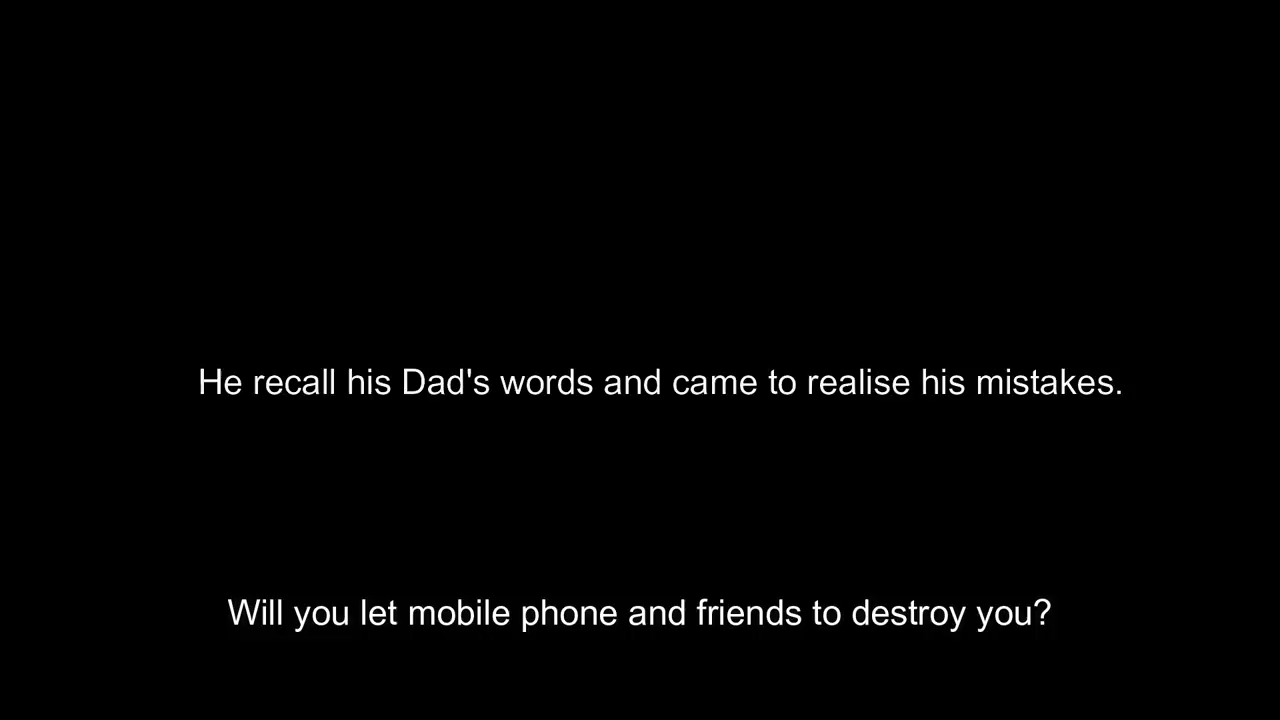 He recall his Dad's words and came to realise his mistakes.
Will you let mobile phone and friends to destroy you?